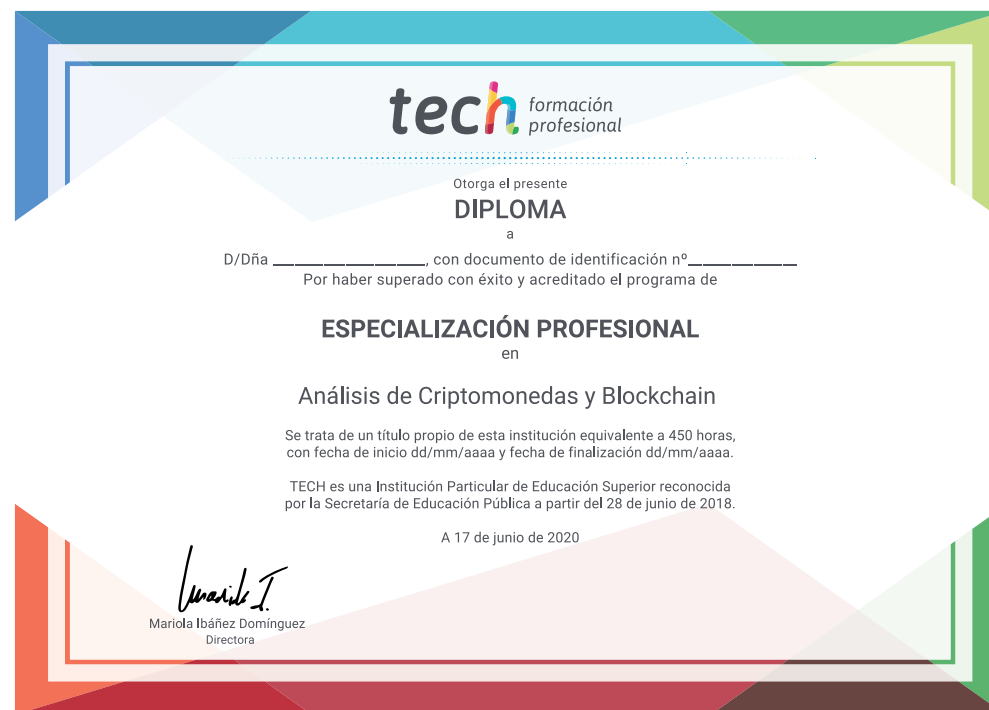 tech formación
profesional
Otorga el presente
DIPLOMA
a
D/Dña ____________________, con documento de identificación nº______________
Por haber superado con éxito y acreditado el programa de
ESPECIALIZACIÓN PROFESIONAL
en
Análisis de Criptomonedas y Blockchain
Se trata de un título propio de esta institución equivalente a 450 horas,
con fecha de inicio dd/mm/aaaa y fecha de finalización dd/mm/aaaa.
TECH es una Institución Particular de Educación Superior reconocida
por la Secretaría de Educación Pública a partir del 28 de junio de 2018.
A 17 de junio de 2020
Mariola Ibáñez Domínguez
Directora